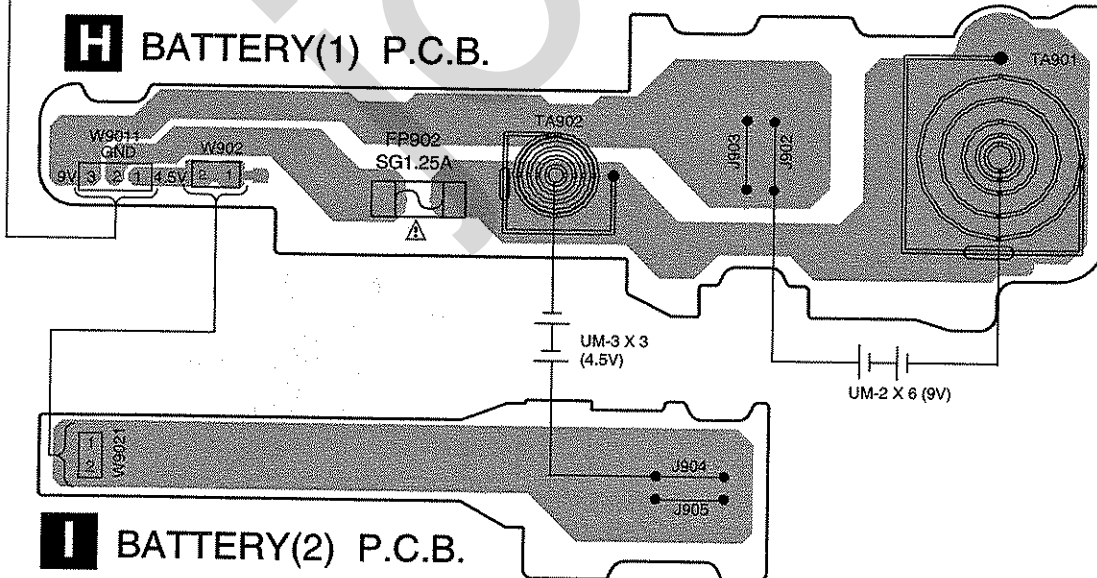 H BATTERY(1) P.C.B.
TA901
W9011
GND
9V 3 2 1 4.5V
W902
2 1
FP902
SG1.25A
TA902
J903
J902
UM-3 X 3
(4.5V)
UM-2 X 6 (9V)
1
2
W9021
J904
J905
I BATTERY(2) P.C.B.